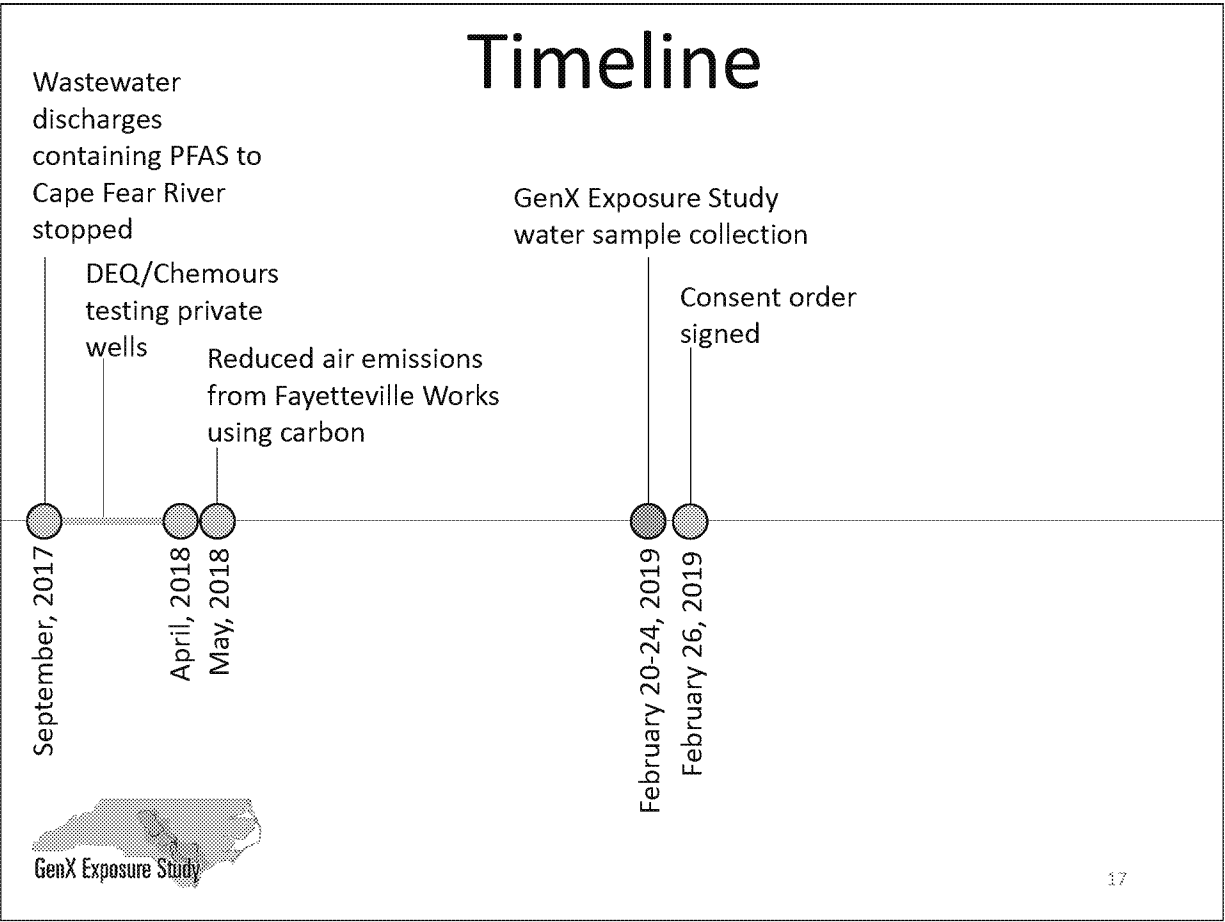 Timeline
Wastewater
discharges
containing PFAS to
Cape Fear River
stopped
DEQ/Chemours
testing private
wells
Reduced air emissions
from Fayetteville Works
using carbon
GenX Exposure Study
water sample collection
Consent order
signed
September, 2017
April, 2018
May, 2018
February 20-24, 2019
February 26, 2019
GenX Exposure Study
17